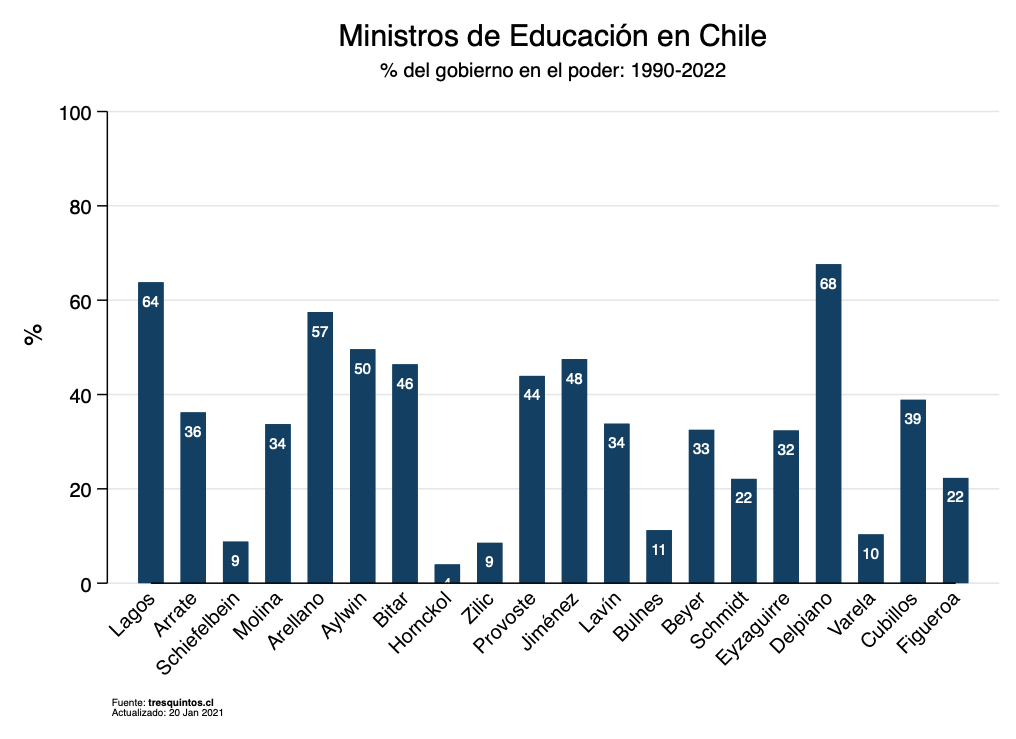 Ministros de Educación en Chile
% del gobierno en el poder: 1990-2022
100
80
60
40
20
0
%
64
36
9
34
57
50
46
4
9
44
48
34
11
33
22
32
68
10
39
22
Lagos
Arrate
Schiefelbein
Molina
Arellano
Aylwin
Bitar
Hornckol
Zilic
Provoste
Jiménez
Lavín
Bulnes
Beyer
Schmidt
Eyzaguirre
Delpiano
Varela
Cubillos
Figueroa
Fuente: tresquintos.cl
Actualizado: 20 Jan 2021